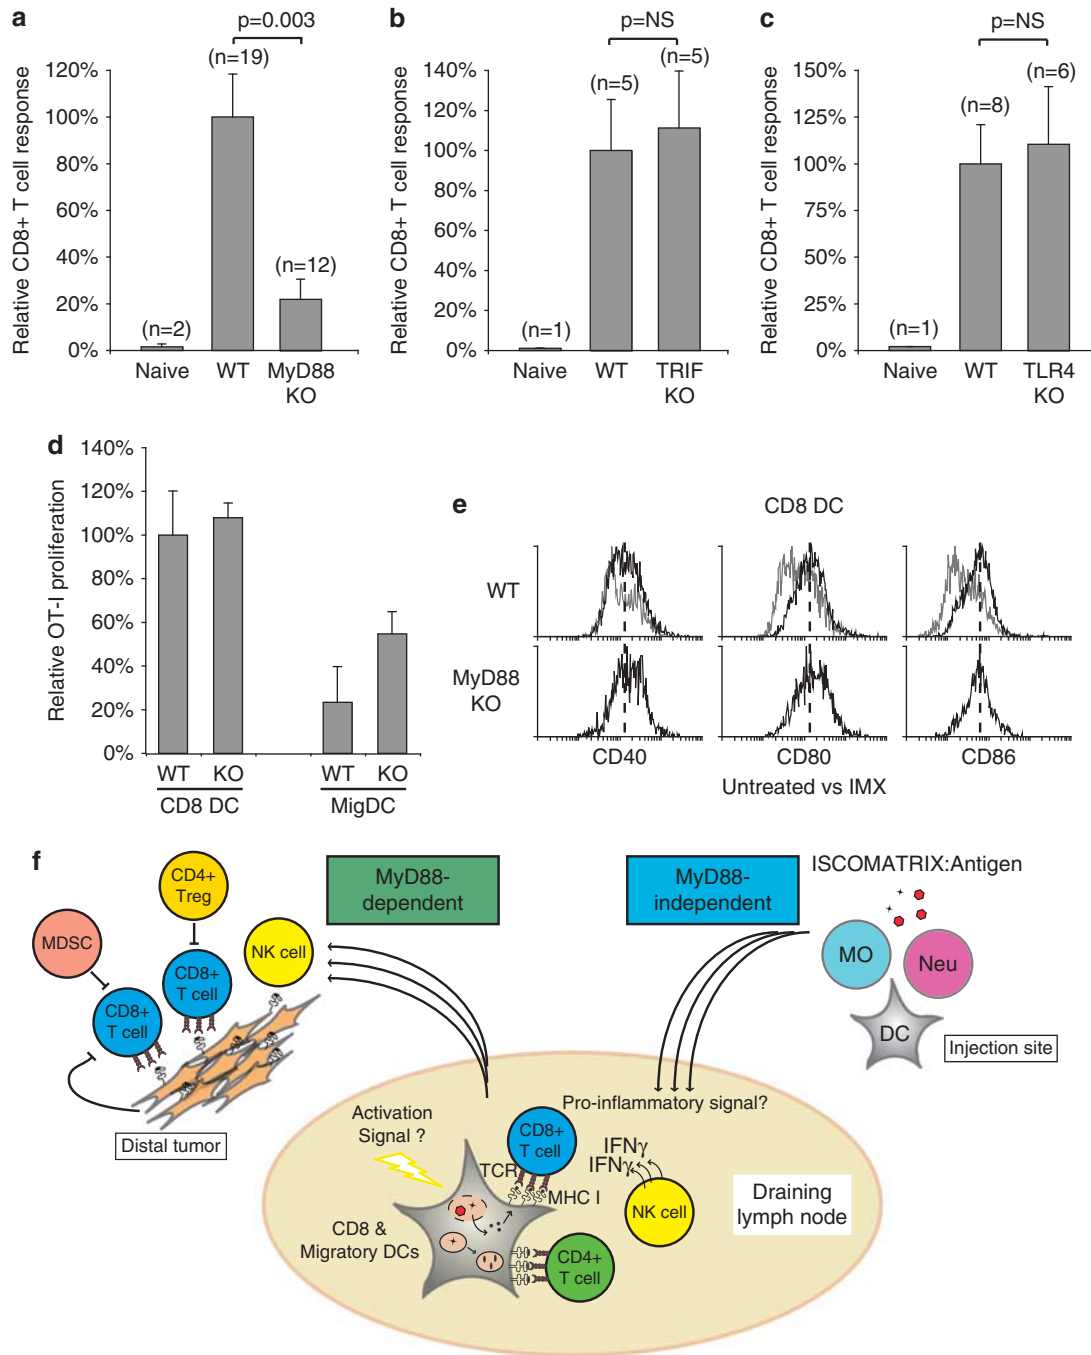 a
p=0.003
(n=19)
(n=12)
(n=2)
Relative CD8+ T cell response
120%
100%
80%
60%
40%
20%
0%
Naive
WT
MyD88
KO
b
p=NS
(n=5)
(n=5)
(n=1)
Relative CD8+ T cell response
140%
120%
100%
80%
60%
40%
20%
0%
Naive
WT
TRIF
KO
c
p=NS
(n=6)
(n=8)
(n=1)
Relative CD8+ T cell response
150%
125%
100%
75%
50%
25%
0%
Naive
WT
TLR4
KO
d
Relative OT-I proliferation
140%
120%
100%
80%
60%
40%
20%
0%
WT
KO
WT
KO
CD8 DC
MigDC
e
CD8 DC
WT
MyD88
KO
CD40
CD80
CD86
Untreated vs IMX
f
CD4+
Treg
MDSC
CD8+
T cell
CD8+
T cell
NK cell
Distal tumor
MyD88-
dependent
MyD88-
independent
ISCOMATRIX:Antigen
MO
Neu
DC
Injection site
Pro-inflammatory signal?
Activation
Signal ?
CD8+
T cell
TCR
MHC I
IFNγ
IFNγ
NK cell
Draining
lymph node
CD8 &
Migratory DCs
CD4+
T cell